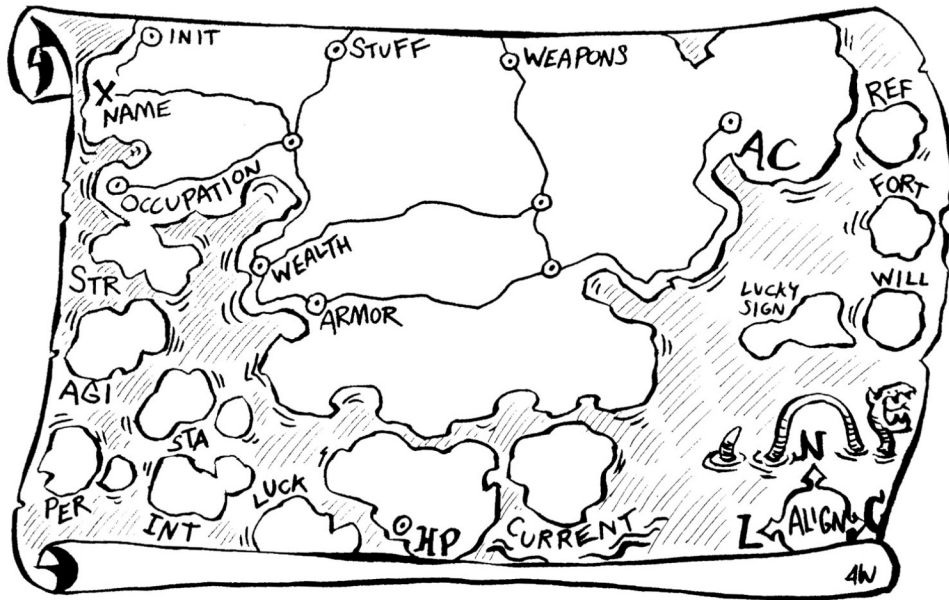 INIT
STUFF
WEAPONS
X
NAME
REF
AC
OCCUPATION
FORT
WEALTH
STR
WILL
LUCKY
SIGN
ARMOR
AGI
STA
N
PER
INT
LUCK
HP
CURRENT
L
ALIGN
C
AW